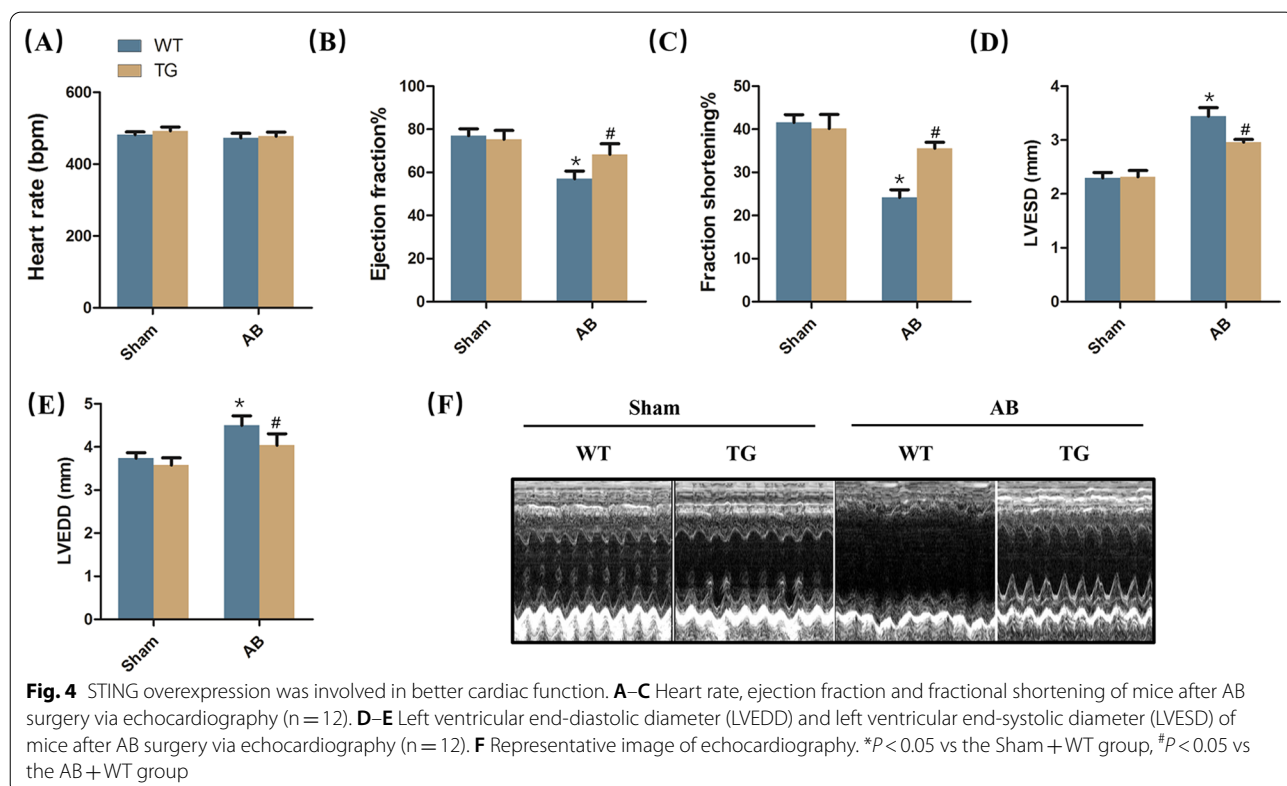 (A)
WT
TG
Heart rate (bpm)
600
400
200
0
Sham
AB
(B)
Ejection fraction%
100
80
60
40
20
0
*
#
Sham
AB
(C)
Fraction shortening%
50
40
30
20
10
0
*
#
Sham
AB
(D)
LVESD (mm)
4
3
2
1
0
*
#
Sham
AB
(E)
LVEDD (mm)
5
4
3
2
1
0
*
#
Sham
AB
(F)
Sham AB
WT TG WT TG
Fig. 4 STING overexpression was involved in better cardiac function. A–C Heart rate, ejection fraction and fractional shortening of mice after AB
surgery via echocardiography (n = 12). D–E Left ventricular end-diastolic diameter (LVEDD) and left ventricular end-systolic diameter (LVESD) of
mice after AB surgery via echocardiography (n = 12). F Representative image of echocardiography. *P < 0.05 vs the Sham + WT group, #P < 0.05 vs
the AB + WT group